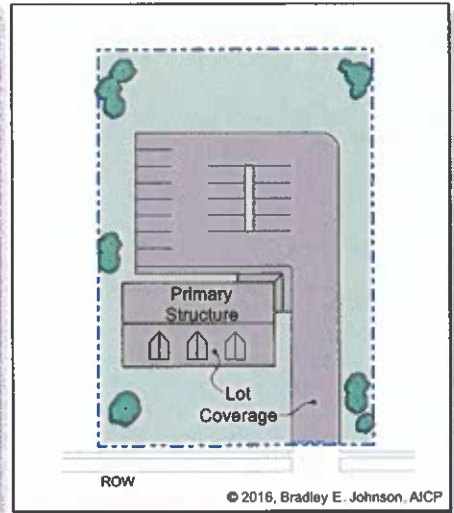 Primary
Structure
Lot
Coverage
ROW
© 2016, Bradley E. Johnson, AICP